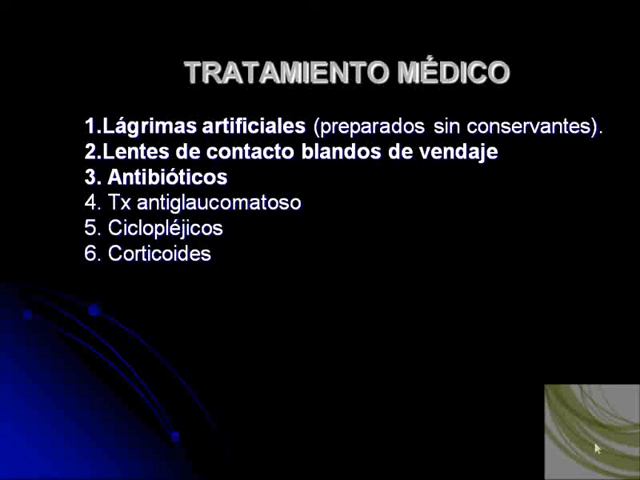 TRATAMIENTO MÉDICO
1.Lágrimas artificiales (preparados sin conservantes).
2.Lentes de contacto blandos de vendaje
3. Antibióticos
4. Tx antiglaucomatoso
5. Ciclopléjicos
6. Corticoides